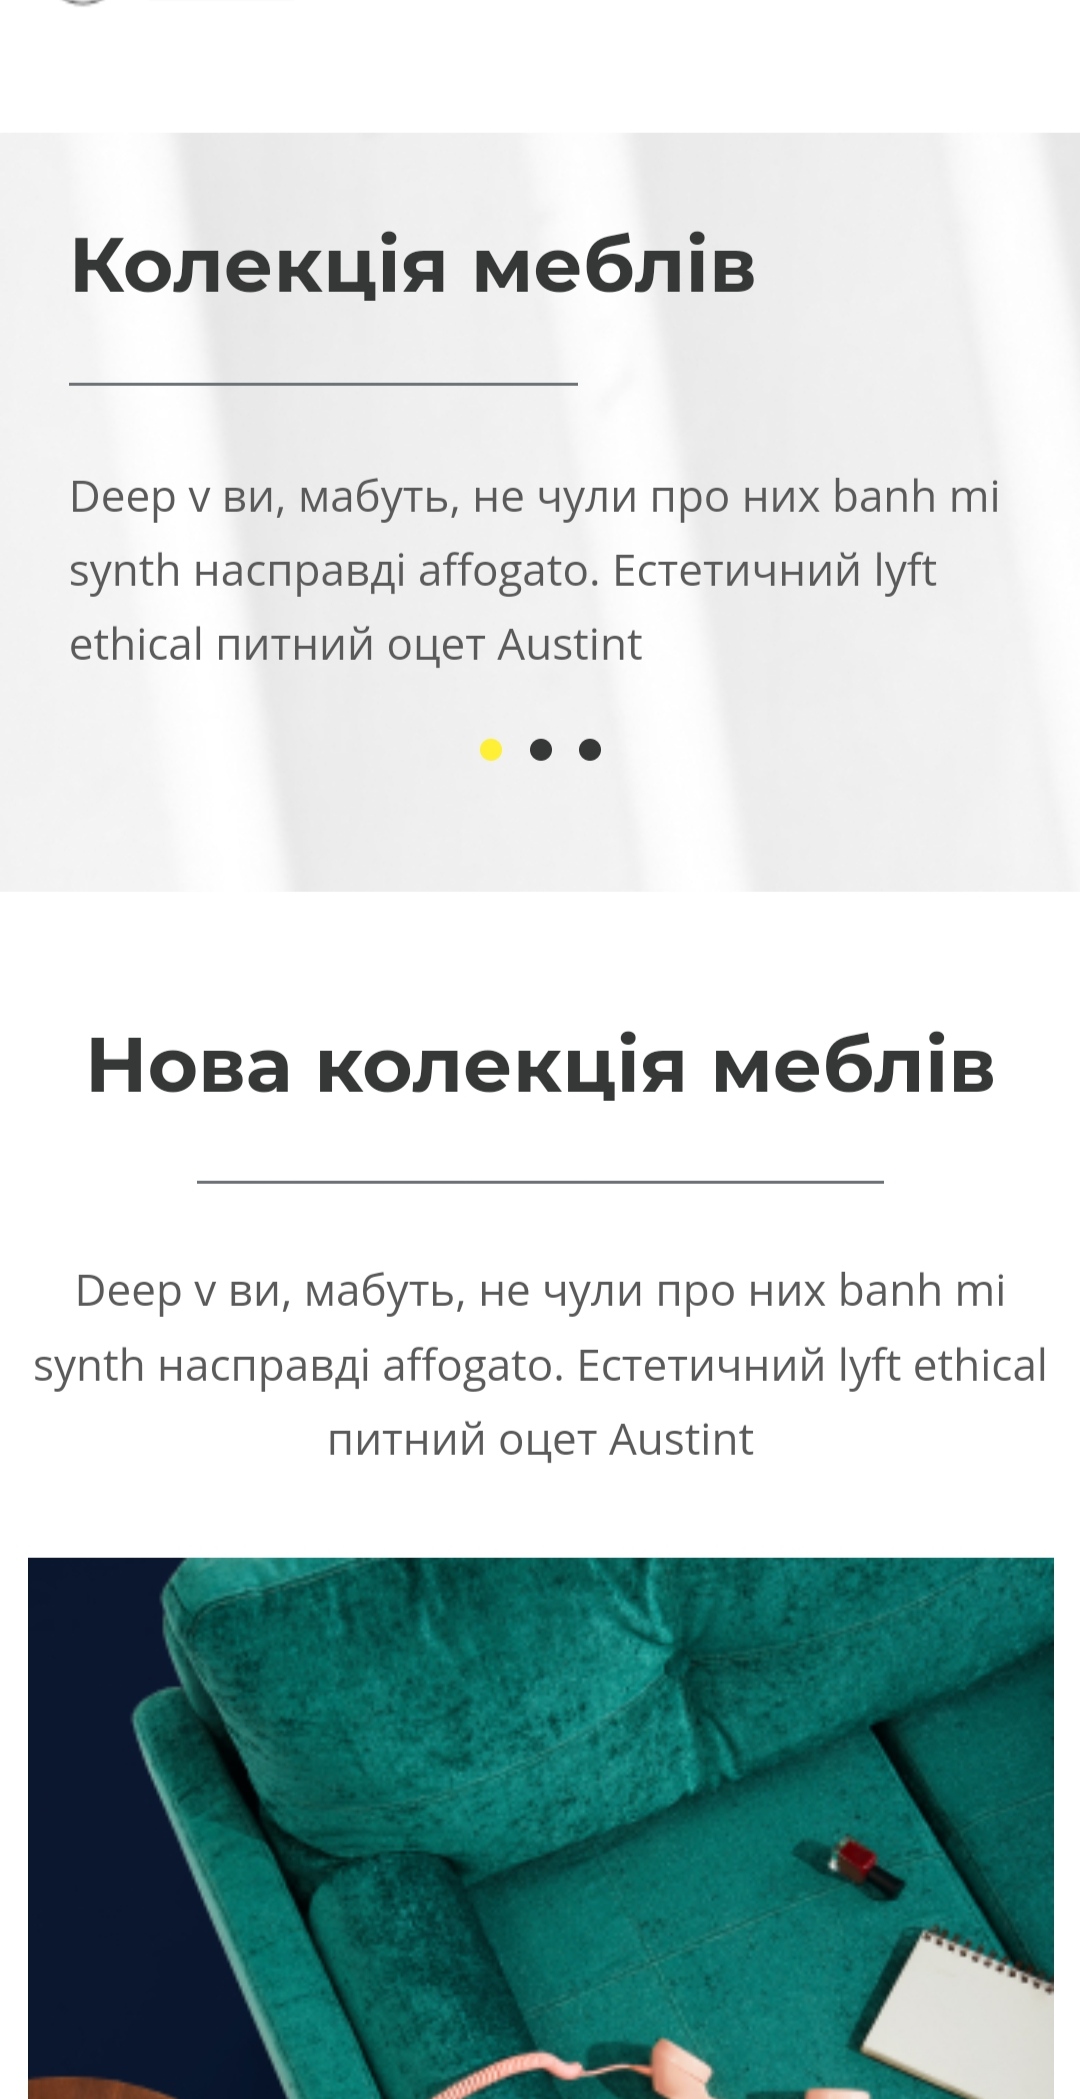 Колекція меблів
Deep v ви, мабуть, не чули про них banh mi
synth насправді affogato. Естетичний lyft
ethical питний оцет Austint
Нова колекція меблів
Deep v ви, мабуть, не чули про них banh mi
synth насправді affogato. Естетичний lyft ethical
питний оцет Austint